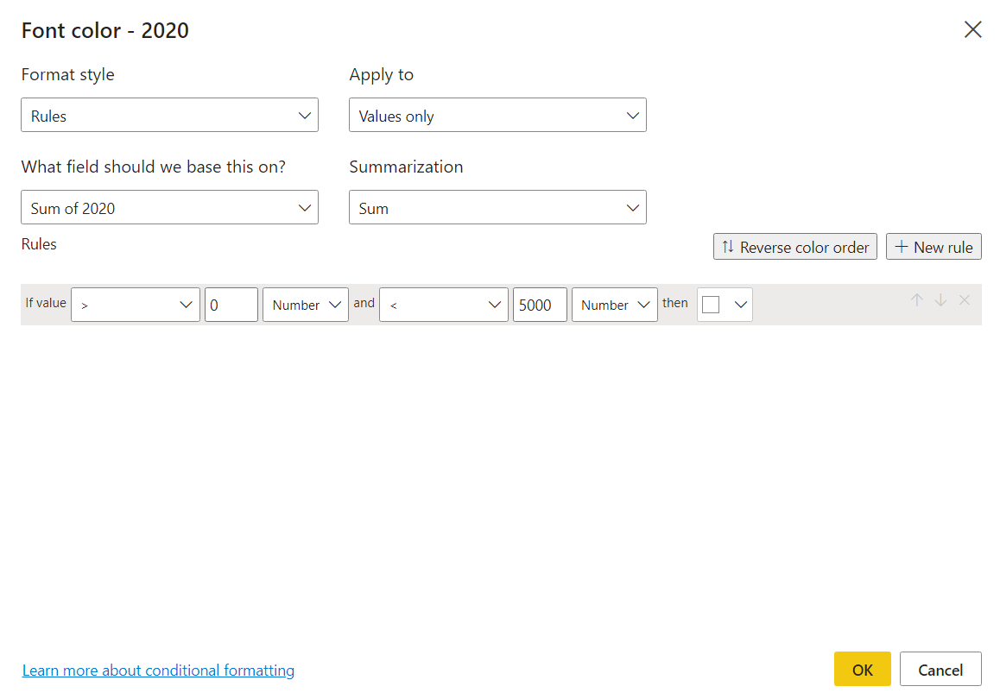 Font color - 2020
Format style
Apply to
Rules
Values only
What field should we base this on?
Summarization
Sum of 2020
Sum
Rules
Reverse color order
New rule
If value > 0 Number and < 5000 Number then
Learn more about conditional formatting
OK
Cancel